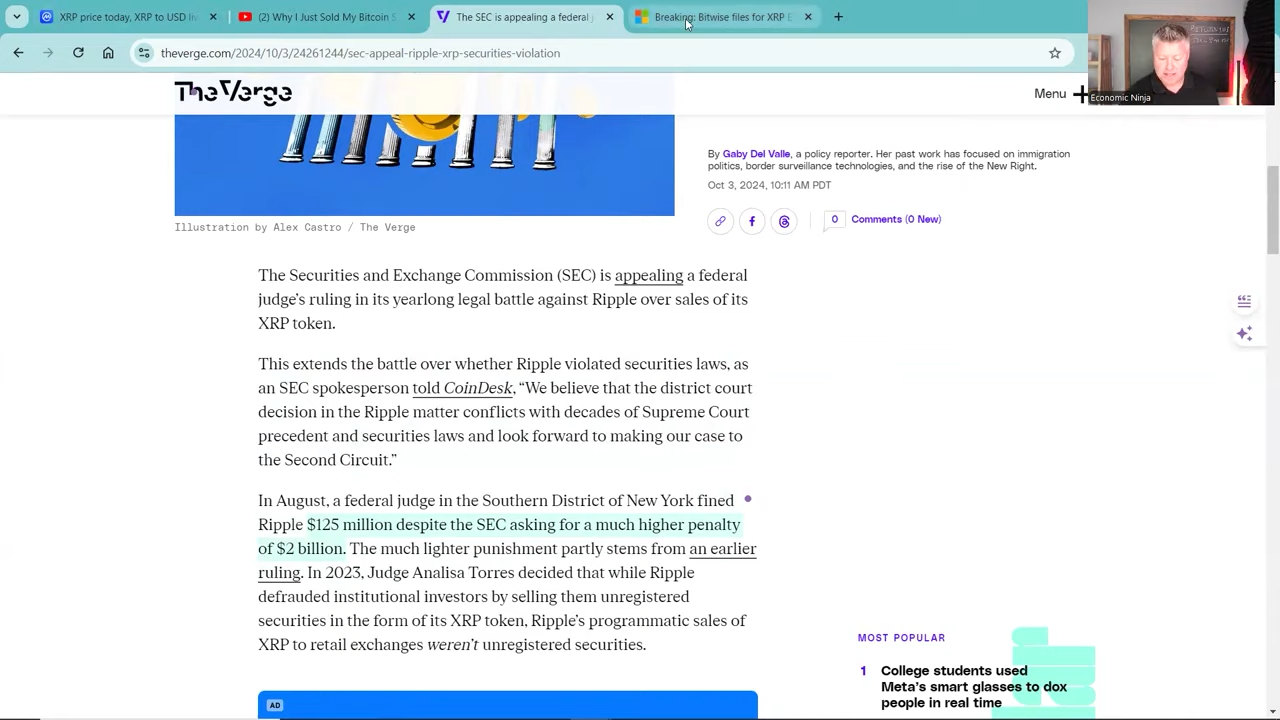 XRP price today, XRP to USD liv
(2) Why I Just Sold My Bitcoin S
The SEC is appealing a federal j
Breaking: Bitwise files for XRP E
theverge.com/2024/10/3/24261244/sec-appeal-ripple-xrp-securities-violation
Economic Ninja
The Verge
Menu
By Gaby Del Valle, a policy reporter. Her past work has focused on immigration
politics, border surveillance technologies, and the rise of the New Right.
Oct 3, 2024, 10:11 AM PDT
0 Comments (0 New)
Illustration by Alex Castro / The Verge
The Securities and Exchange Commission (SEC) is appealing a federal
judge’s ruling in its yearlong legal battle against Ripple over sales of its
XRP token.
This extends the battle over whether Ripple violated securities laws, as
an SEC spokesperson told CoinDesk, “We believe that the district court
decision in the Ripple matter conflicts with decades of Supreme Court
precedent and securities laws and look forward to making our case to
the Second Circuit.”
In August, a federal judge in the Southern District of New York fined
Ripple $125 million despite the SEC asking for a much higher penalty
of $2 billion. The much lighter punishment partly stems from an earlier
ruling. In 2023, Judge Analisa Torres decided that while Ripple
defrauded institutional investors by selling them unregistered
securities in the form of its XRP token, Ripple’s programmatic sales of
XRP to retail exchanges weren’t unregistered securities.
AD
MOST POPULAR
1 College students used
Meta’s smart glasses to dox
people in real time